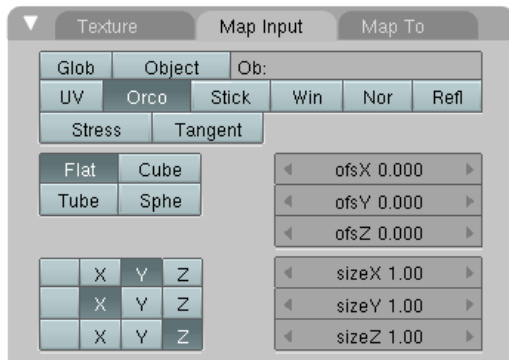 Texture Map Input Map To
Glob Object Ob:
UV Orco Stick Win Nor Refl
Stress Tangent
Flat Cube ofsX 0.000
Tube Sphe ofsY 0.000
ofsZ 0.000
X Y Z sizeX 1.00
X Y Z sizeY 1.00
X Y Z sizeZ 1.00